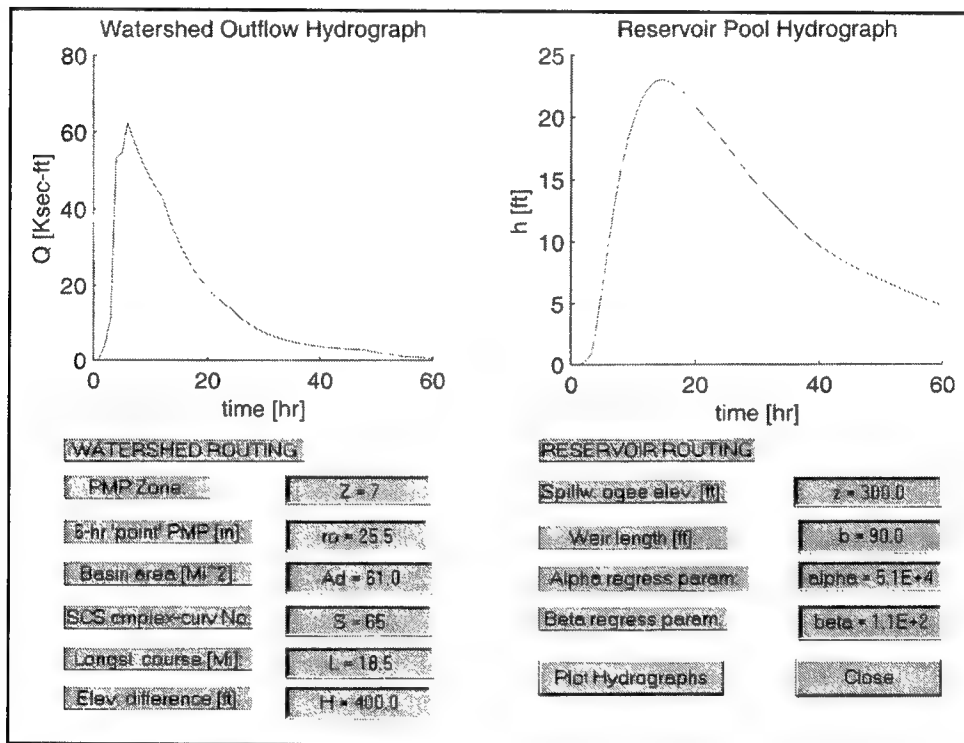 Watershed Outflow Hydrograph
80
60
40
20
0
Q [Ksec-ft]
0 20 40 60
time [hr]
Reservoir Pool Hydrograph
25
20
15
10
5
0
h [ft]
0 20 40 60
time [hr]
WATERSHED ROUTING
PMP Zone Z = 7
6-hr 'point' PMP [in] ro = 25.5
Basin area [Mi^2] Ad = 61.0
SCS cmplex-curv No. S = 65
Longst. course [Mi] L = 18.5
Elev. difference [ft] H = 400.0
RESERVOIR ROUTING
Spillw. ogee elev. [ft] z = 300.0
Weir length [ft] b = 90.0
Alpha regress param. alpha = 5.1E+4
Beta regress param. beta = 1.1E+2
Plot Hydrographs Close